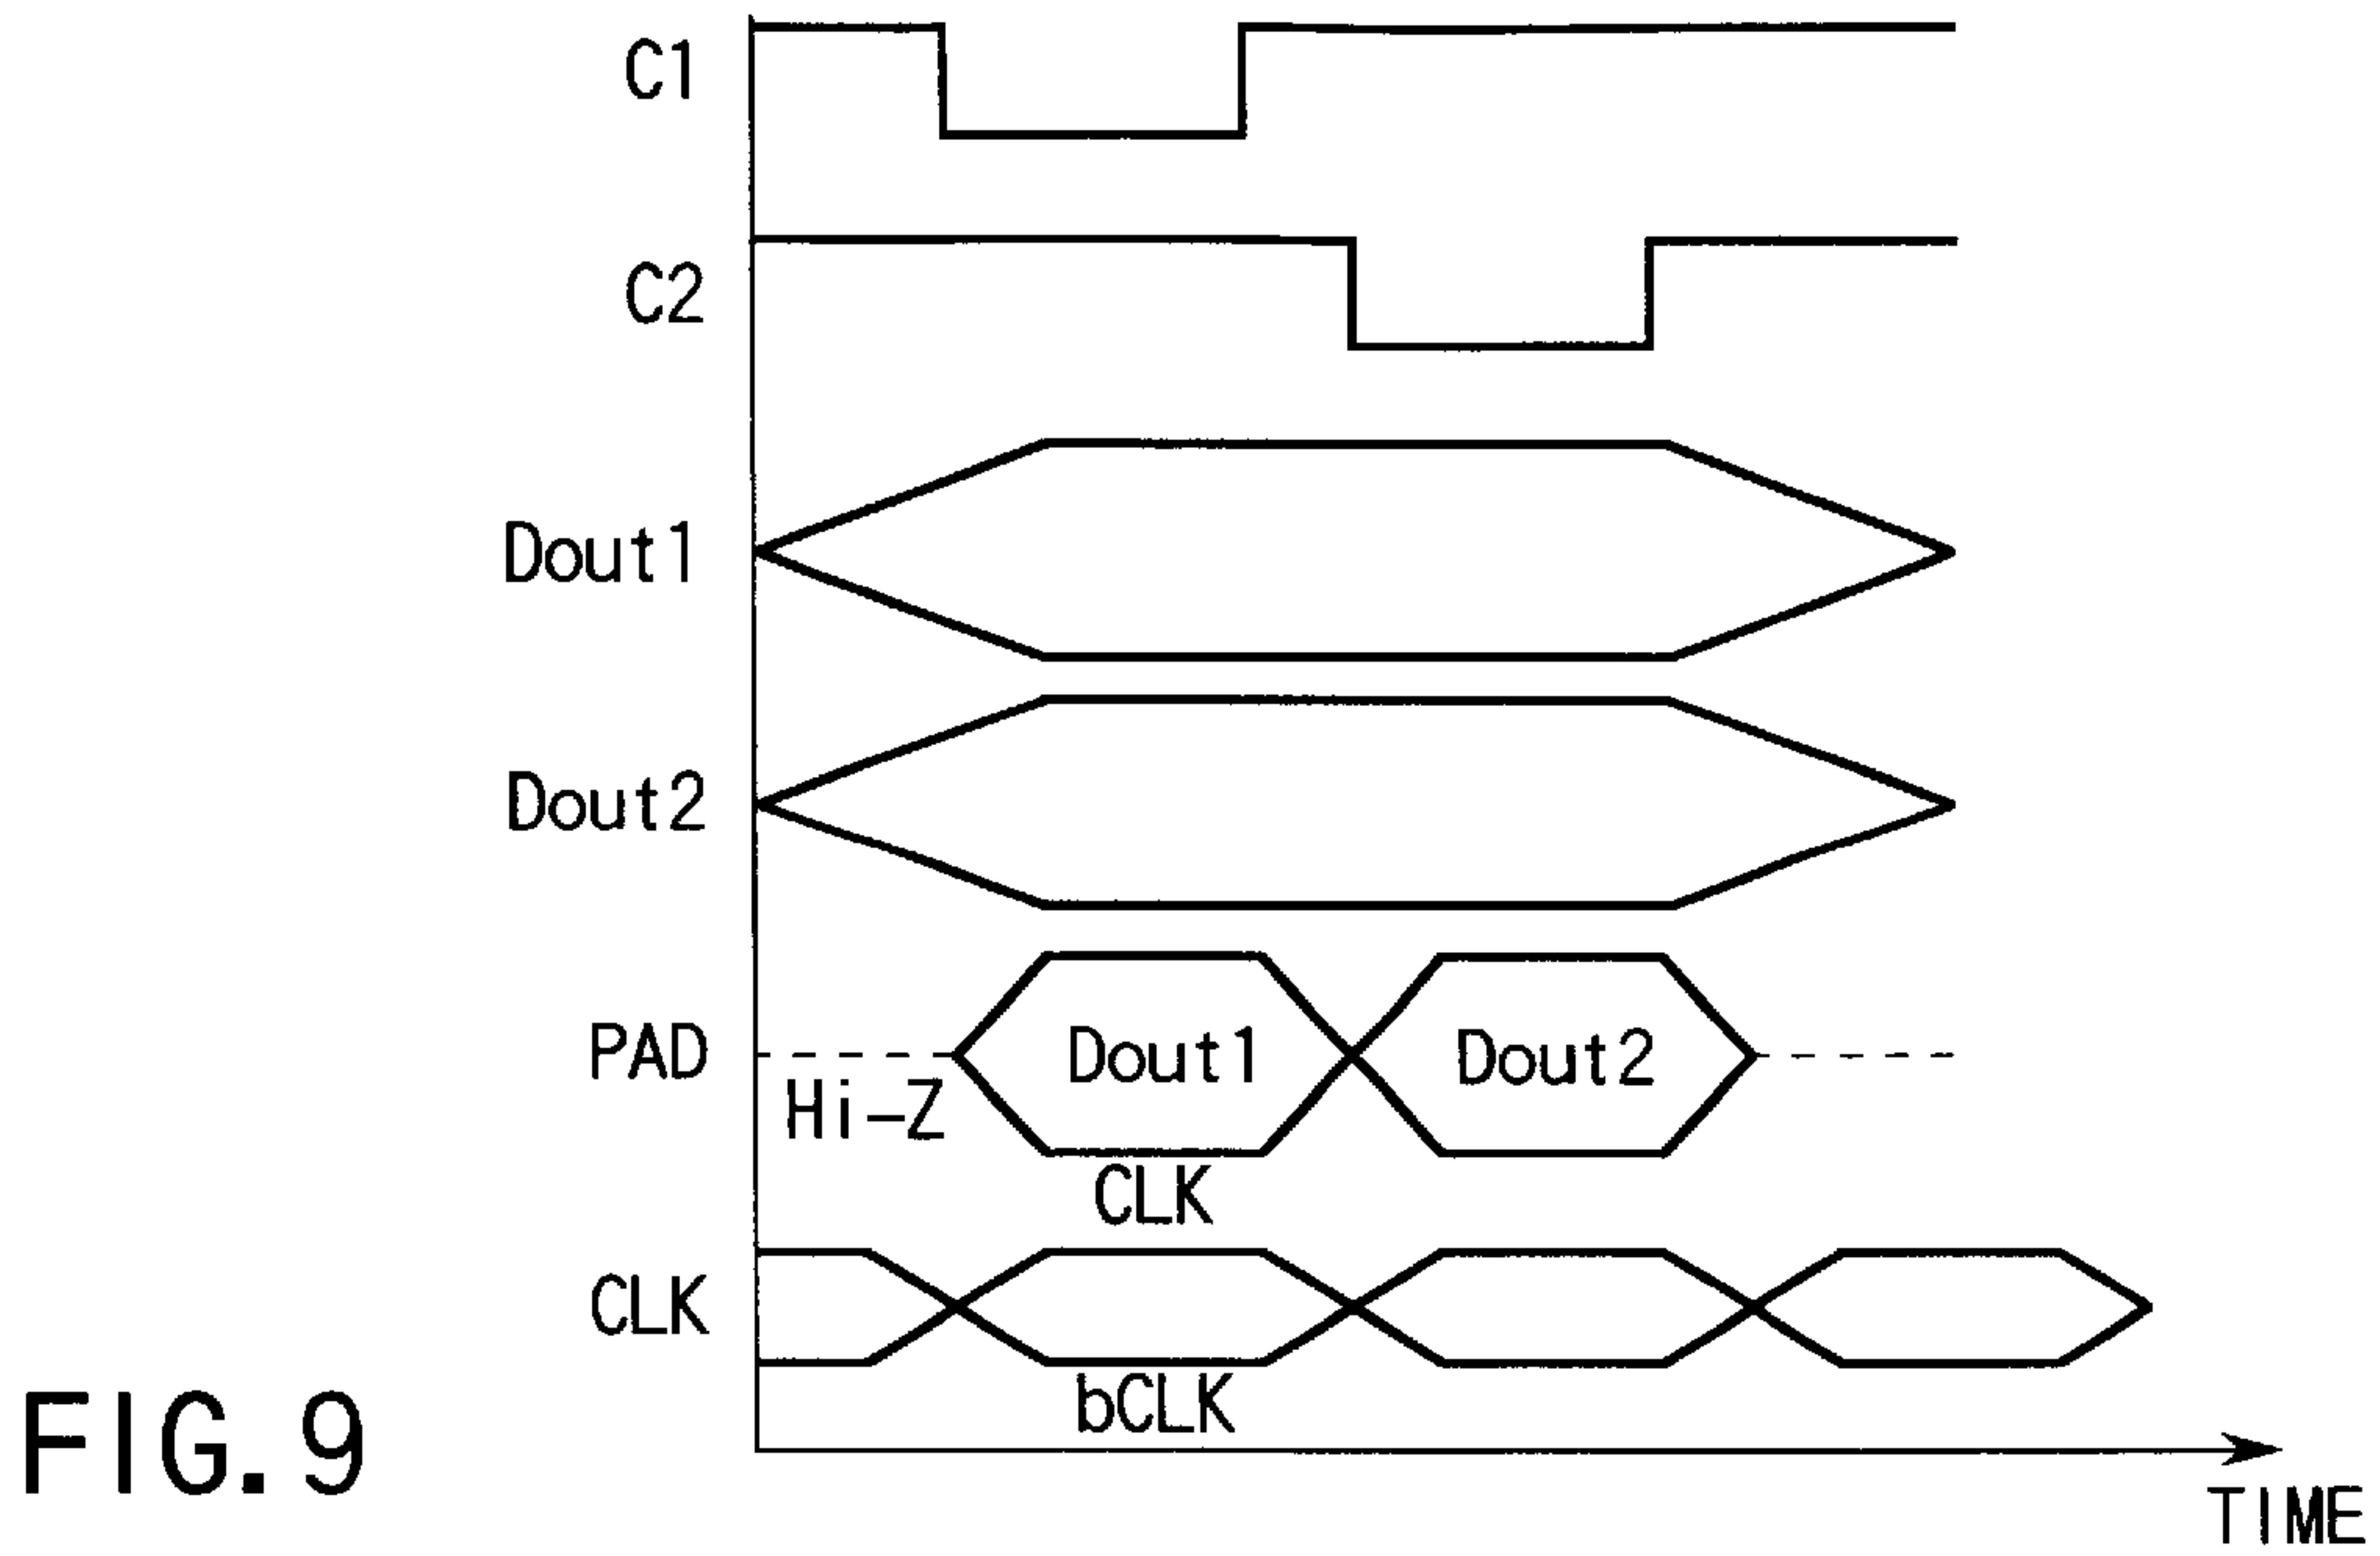 C1
C2
Dout1
Dout2
PAD
Dout1
Dout2
Hi-Z
CLK
CLK
bCLK
FIG. 9
TIME